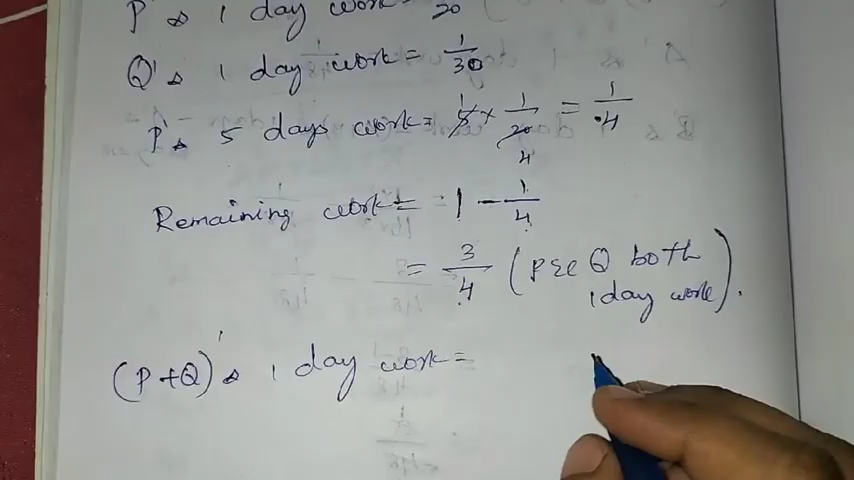 P's 1 day work = 1/20
Q's 1 day work = 1/30
P's 5 days work = 5 × 1/20 = 1/4
Remaining work = 1 - 1/4
= 3/4 (P & Q both
1 day work).
(P+Q)'s 1 day work =